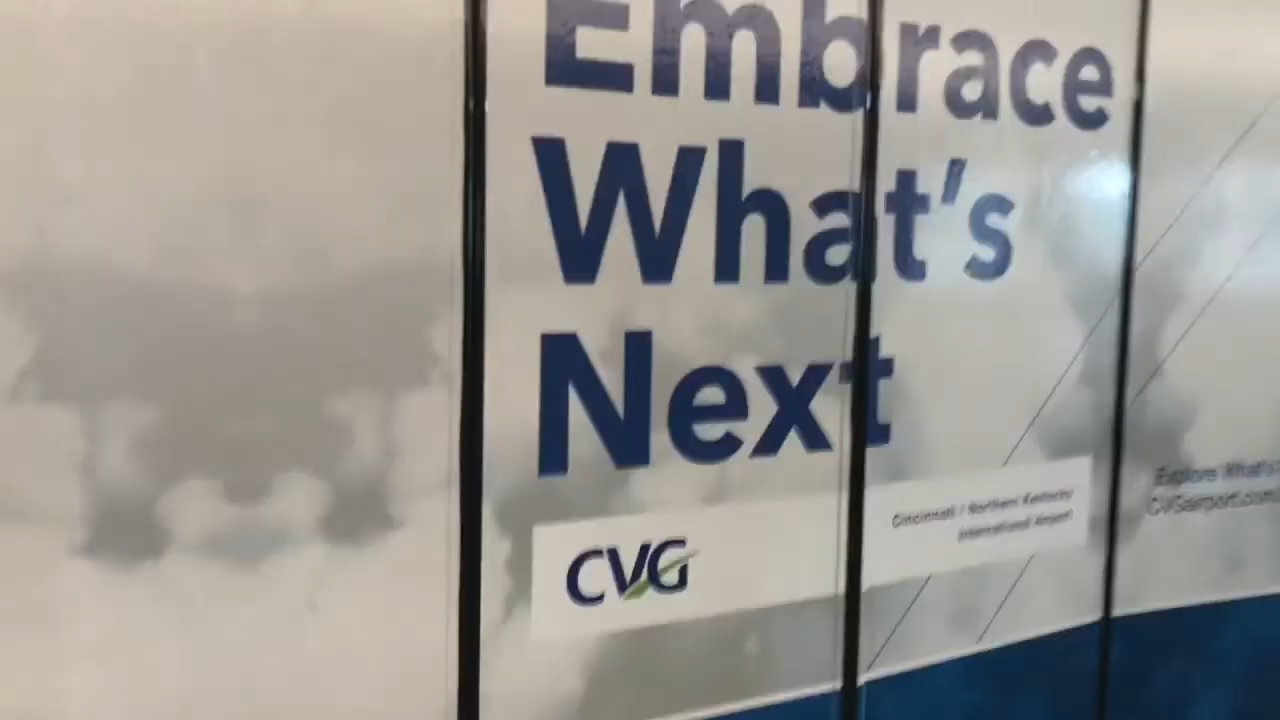 Embrace
What's
Next
CVG
Cincinnati / Northern Kentucky
International Airport
Explore What's
CVGairport.com